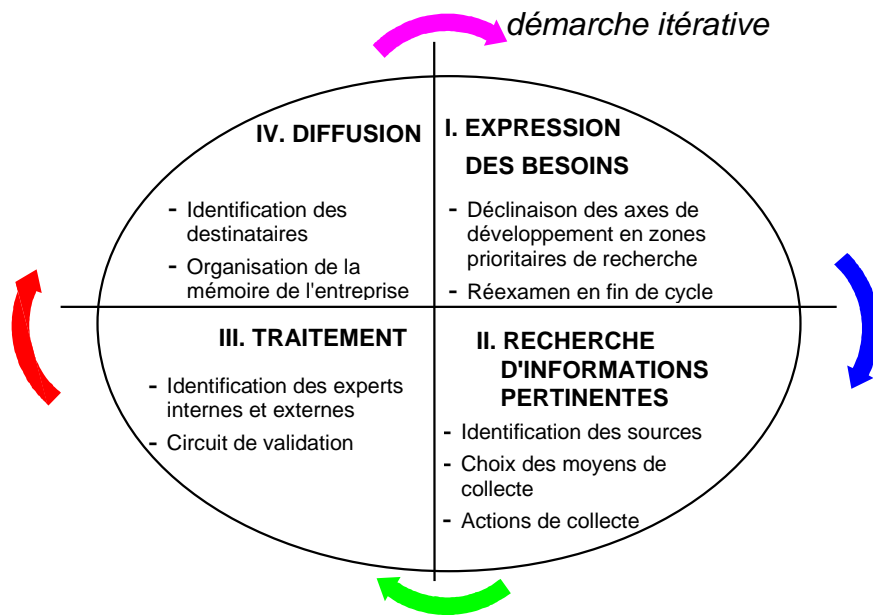 démarche itérative
I. EXPRESSION
DES BESOINS
- Déclinaison des axes de
développement en zones
prioritaires de recherche
- Réexamen en fin de cycle
II. RECHERCHE
D'INFORMATIONS
PERTINENTES
- Identification des sources
- Choix des moyens de
collecte
- Actions de collecte
III. TRAITEMENT
- Identification des experts
internes et externes
- Circuit de validation
IV. DIFFUSION
- Identification des
destinataires
- Organisation de la
mémoire de l'entreprise